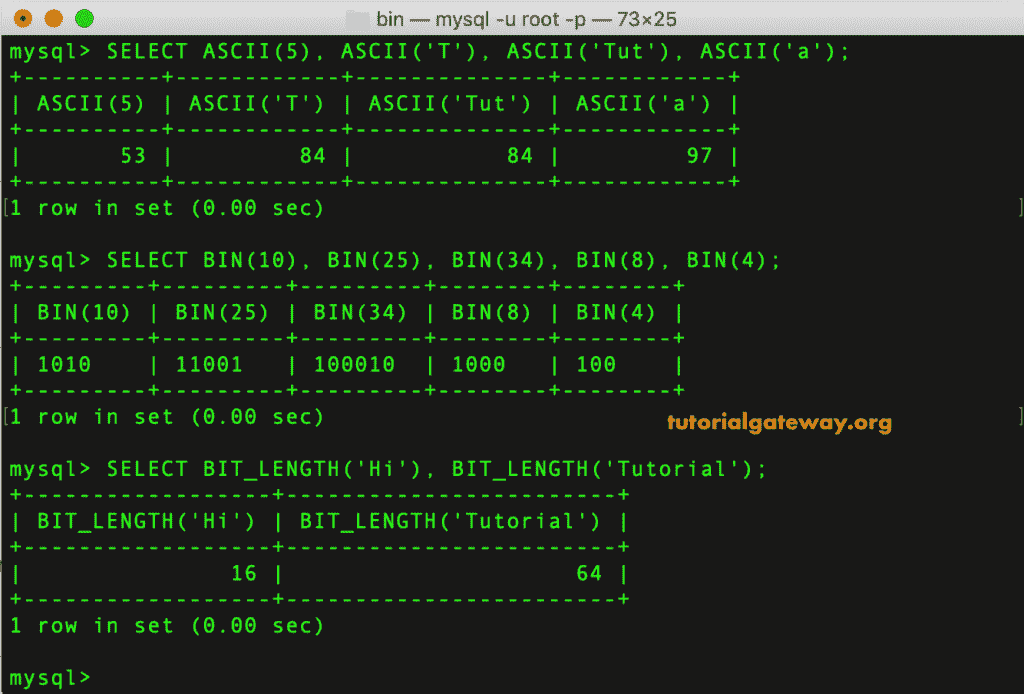 bin — mysql -u root -p — 73×25
mysql> SELECT ASCII(5), ASCII('T'), ASCII('Tut'), ASCII('a');
+----------+------------+--------------+------------+
| ASCII(5) | ASCII('T') | ASCII('Tut') | ASCII('a') |
+----------+------------+--------------+------------+
|       53 |         84 |           84 |         97 |
+----------+------------+--------------+------------+
[1 row in set (0.00 sec) ]
mysql> SELECT BIN(10), BIN(25), BIN(34), BIN(8), BIN(4);
+---------+---------+---------+--------+--------+
| BIN(10) | BIN(25) | BIN(34) | BIN(8) | BIN(4) |
+---------+---------+---------+--------+--------+
| 1010    | 11001   | 100010  | 1000   | 100    |
+---------+---------+---------+--------+--------+
[1 row in set (0.00 sec) ]
tutorialgateway.org
mysql> SELECT BIT_LENGTH('Hi'), BIT_LENGTH('Tutorial');
+------------------+------------------------+
| BIT_LENGTH('Hi') | BIT_LENGTH('Tutorial') |
+------------------+------------------------+
|               16 |                     64 |
+------------------+------------------------+
1 row in set (0.00 sec)
mysql>